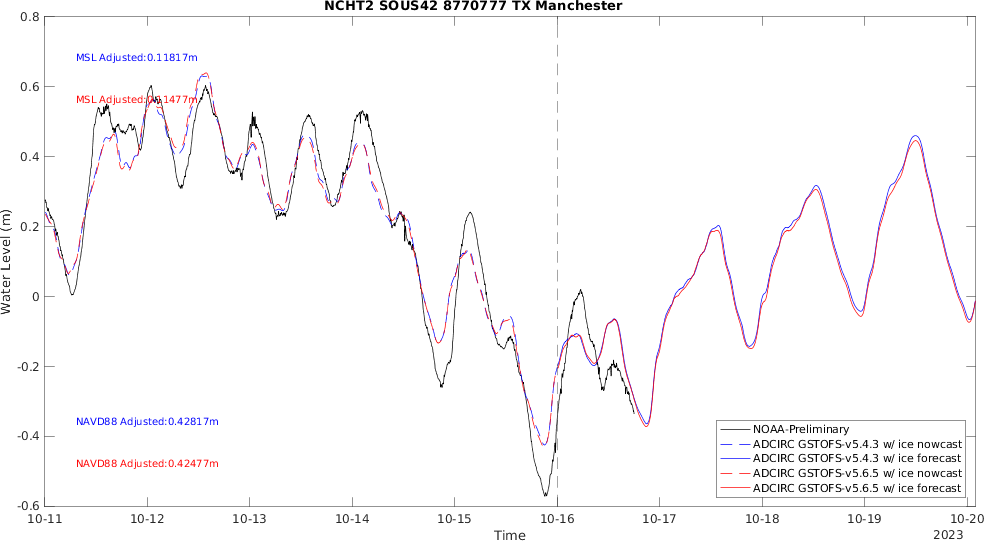 NCHT2 SOUS42 8770777 TX Manchester
Water Level (m)
0.8
0.6
0.4
0.2
0
-0.2
-0.4
-0.6
MSL Adjusted:0.11817m
MSL Adjusted:0.11477m
NAVD88 Adjusted:0.42817m
NAVD88 Adjusted:0.42477m
NOAA-Preliminary
ADCIRC GSTOFS-v5.4.3 w/ ice nowcast
ADCIRC GSTOFS-v5.4.3 w/ ice forecast
ADCIRC GSTOFS-v5.6.5 w/ ice nowcast
ADCIRC GSTOFS-v5.6.5 w/ ice forecast
10-11 10-12 10-13 10-14 10-15 10-16 10-17 10-18 10-19 10-20
Time
2023